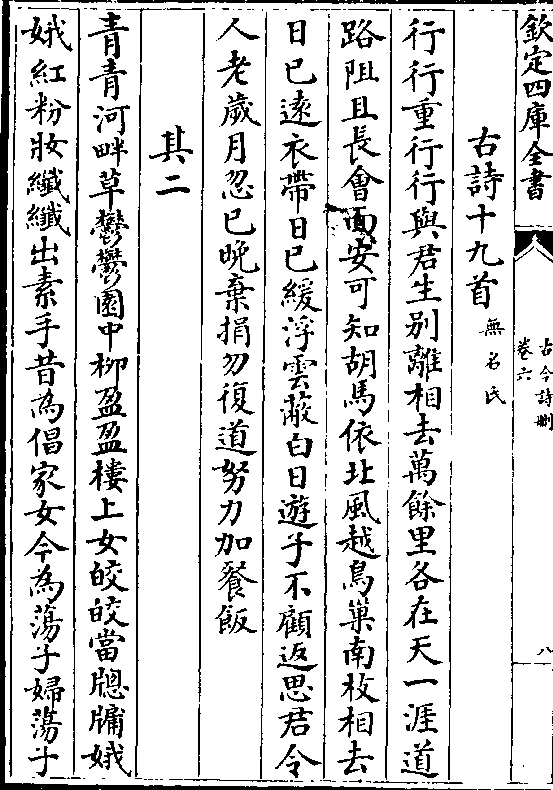 欽定四庫全書
古今詩刪
卷六
八
古詩十九首
無名氏
行行重行行與君生別離相去萬餘里各在天一涯道
路阻且長會面安可知胡馬依北風越鳥巢南枝相去
日已遠衣帶日已緩浮雲蔽白日遊子不顧返思君令
人老歲月忽已晚棄捐勿復道努力加餐飯
其二
青青河畔草鬱鬱園中柳盈盈樓上女皎皎當牕牗娥
娥紅粉妝纖纖出素手昔為倡家女今為蕩子婦蕩子